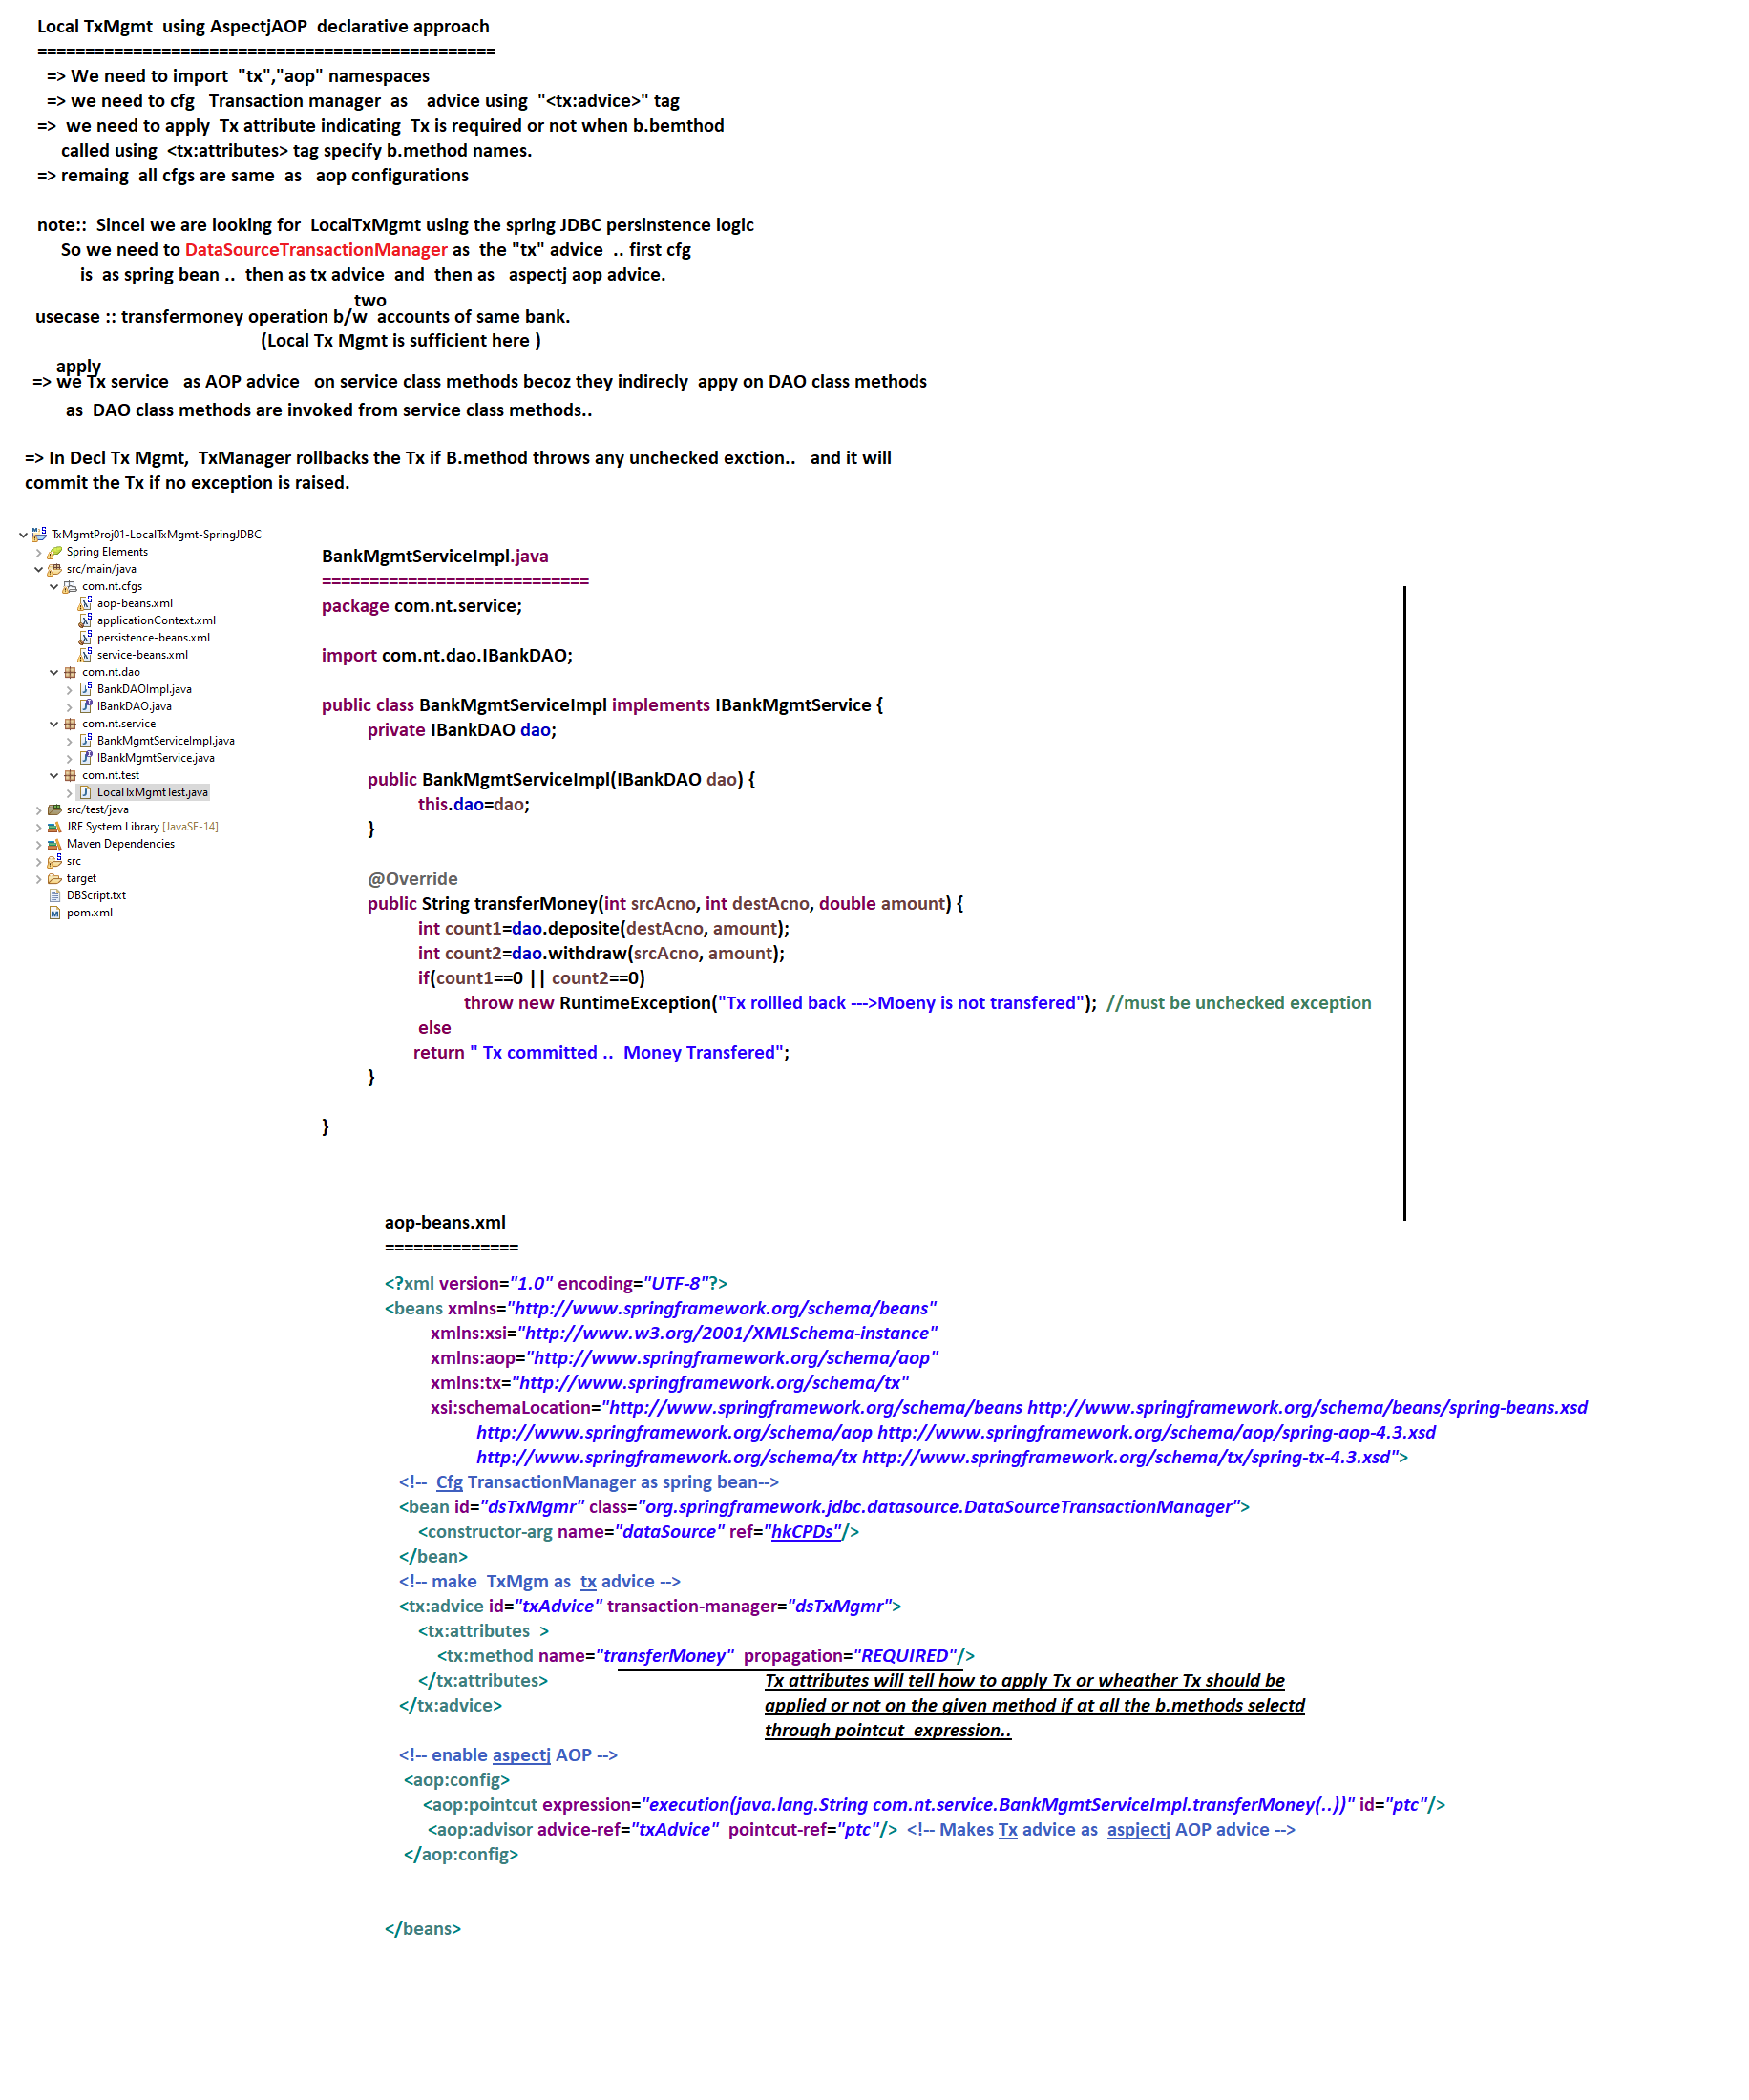 Local TxMgmt  using AspectjAOP  declarative approach
================================================
=> We need to import  "tx","aop" namespaces
=> we need to cfg   Transaction manager  as    advice using  "<tx:advice>" tag
=>  we need to apply  Tx attribute indicating  Tx is required or not when b.bemthod
called using  <tx:attributes> tag specify b.method names.
=> remaing  all cfgs are same  as   aop configurations
note::  Sincel we are looking for  LocalTxMgmt using the spring JDBC persinstence logic
So we need to DataSourceTransactionManager as  the "tx" advice  .. first cfg
is  as spring bean ..  then as tx advice  and  then as   aspectj aop advice.
two
usecase :: transfermoney operation b/w  accounts of same bank.
(Local Tx Mgmt is sufficient here )
apply
=> we Tx service   as AOP advice   on service class methods becoz they indirecly  appy on DAO class methods
as  DAO class methods are invoked from service class methods..
=> In Decl Tx Mgmt,  TxManager rollbacks the Tx if B.method throws any unchecked exction..   and it will
commit the Tx if no exception is raised.
TxMgmtProj01-LocalTxMgmt-SpringJDBC
Spring Elements
src/main/java
com.nt.cfgs
aop-beans.xml
applicationContext.xml
persistence-beans.xml
service-beans.xml
com.nt.dao
BankDAOImpl.java
IBankDAO.java
com.nt.service
BankMgmtServiceImpl.java
IBankMgmtService.java
com.nt.test
LocalTxMgmtTest.java
src/test/java
JRE System Library [JavaSE-14]
Maven Dependencies
src
target
DBScript.txt
pom.xml
BankMgmtServiceImpl.java
============================
package com.nt.service;
import com.nt.dao.IBankDAO;
public class BankMgmtServiceImpl implements IBankMgmtService {
private IBankDAO dao;
public BankMgmtServiceImpl(IBankDAO dao) {
this.dao=dao;
}
@Override
public String transferMoney(int srcAcno, int destAcno, double amount) {
int count1=dao.deposite(destAcno, amount);
int count2=dao.withdraw(srcAcno, amount);
if(count1==0 || count2==0)
throw new RuntimeException("Tx rollled back --->Moeny is not transfered");  //must be unchecked exception
else
return " Tx committed ..  Money Transfered";
}
}
aop-beans.xml
==============
<?xml version="1.0" encoding="UTF-8"?>
<beans xmlns="http://www.springframework.org/schema/beans"
xmlns:xsi="http://www.w3.org/2001/XMLSchema-instance"
xmlns:aop="http://www.springframework.org/schema/aop"
xmlns:tx="http://www.springframework.org/schema/tx"
xsi:schemaLocation="http://www.springframework.org/schema/beans http://www.springframework.org/schema/beans/spring-beans.xsd
http://www.springframework.org/schema/aop http://www.springframework.org/schema/aop/spring-aop-4.3.xsd
http://www.springframework.org/schema/tx http://www.springframework.org/schema/tx/spring-tx-4.3.xsd">
<!--  Cfg TransactionManager as spring bean-->
<bean id="dsTxMgmr" class="org.springframework.jdbc.datasource.DataSourceTransactionManager">
<constructor-arg name="dataSource" ref="hkCPDs"/>
</bean>
<!-- make  TxMgm as  tx advice -->
<tx:advice id="txAdvice" transaction-manager="dsTxMgmr">
<tx:attributes  >
<tx:method name="transferMoney"  propagation="REQUIRED"/>
</tx:attributes>
Tx attributes will tell how to apply Tx or wheather Tx should be
</tx:advice>
applied or not on the given method if at all the b.methods selectd
through pointcut  expression..
<!-- enable aspectj AOP -->
<aop:config>
<aop:pointcut expression="execution(java.lang.String com.nt.service.BankMgmtServiceImpl.transferMoney(..))" id="ptc"/>
<aop:advisor advice-ref="txAdvice"  pointcut-ref="ptc"/>  <!-- Makes Tx advice as  aspjectj AOP advice -->
</aop:config>
</beans>